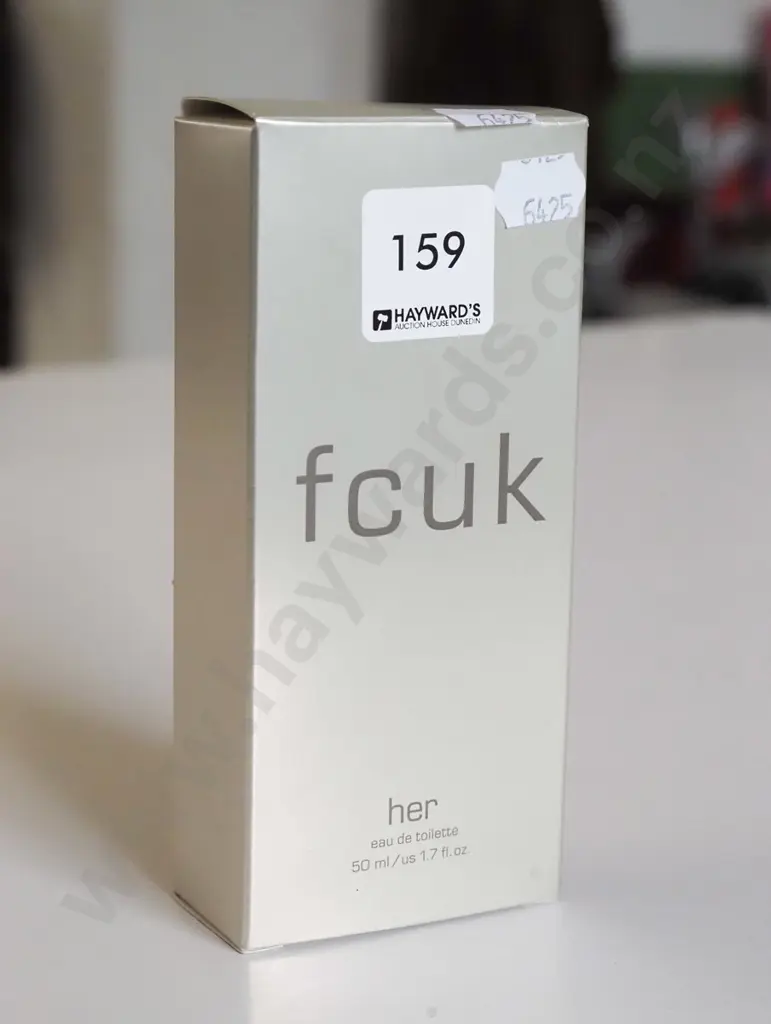 6425
6425
159
HAYWARD'S
AUCTION HOUSE DUNEDIN
fcuk
her
eau de toilette
50 ml/us 1.7 fl.oz
www.haywards.co.nz